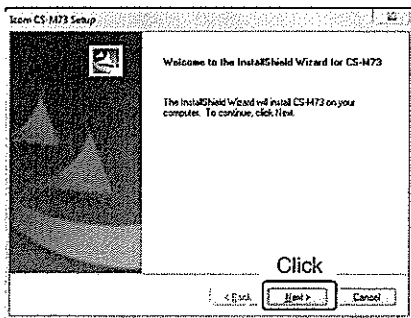 Icom CS-M73 Setup
Welcome to the InstallShield Wizard for CS-M73
The InstallShield Wizard will install CS-M73 on your
computer. To continue, click Next.
Click
< Back Next > Cancel